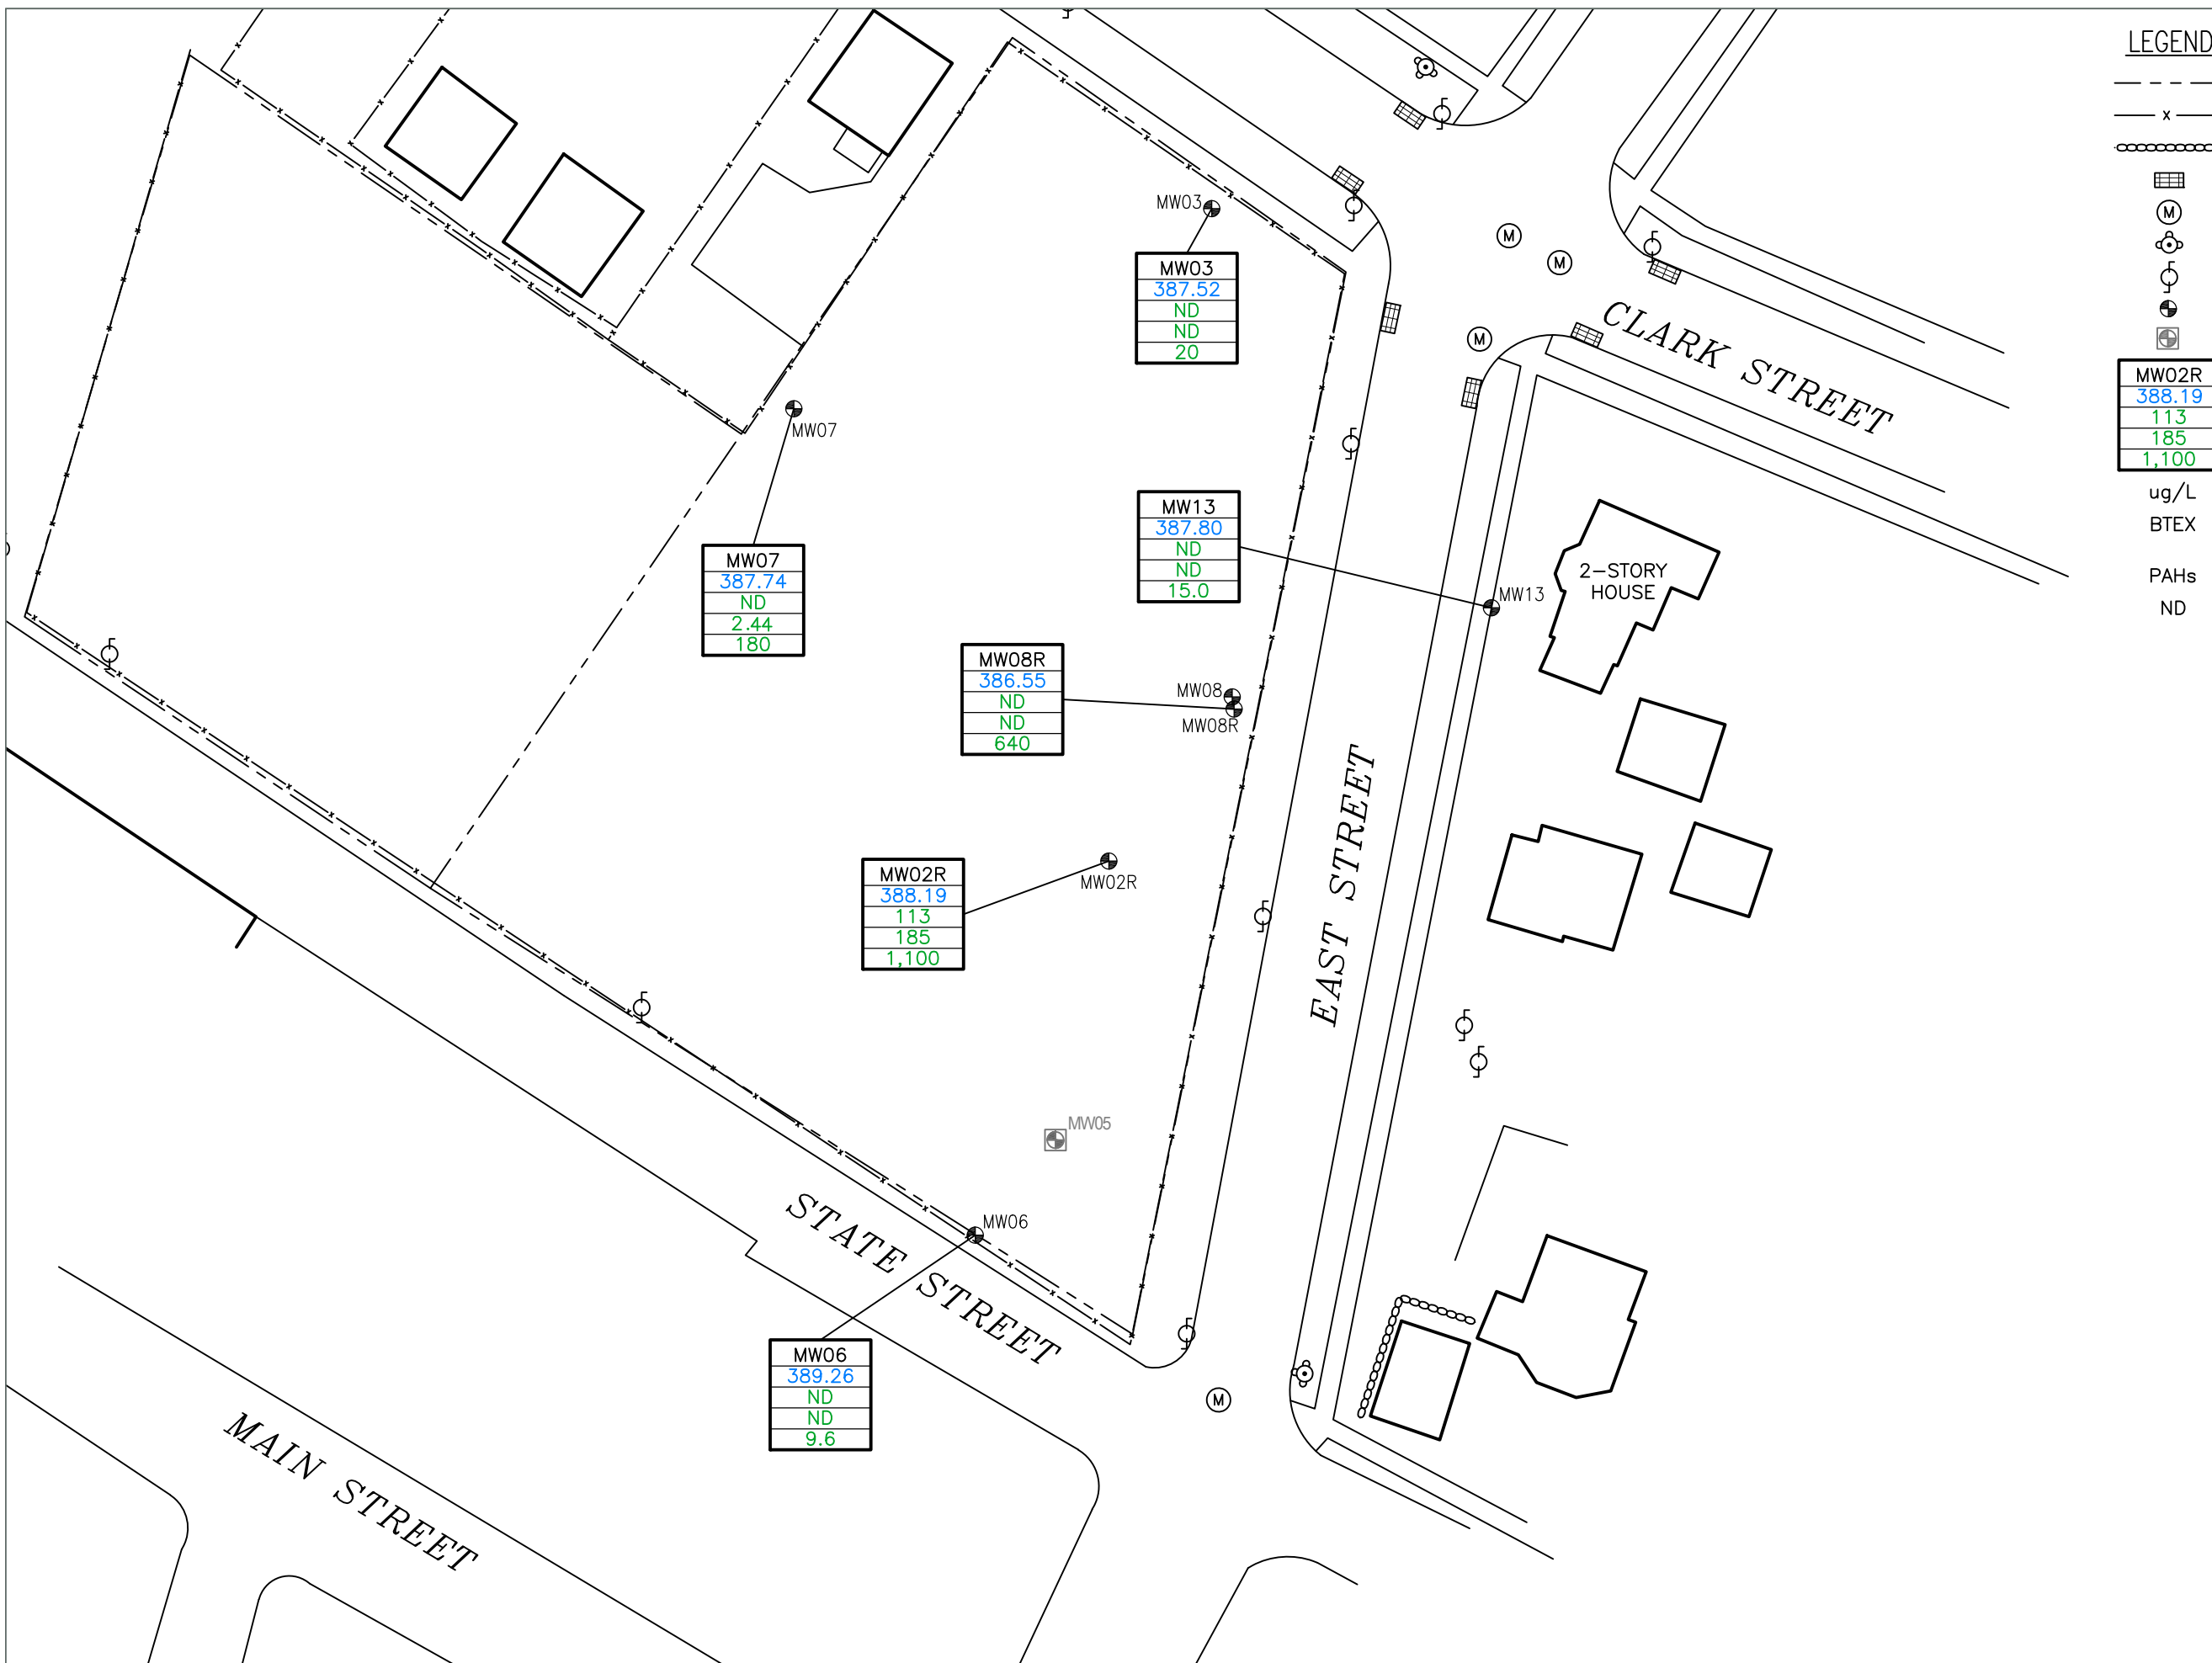 LEGEND
x
M
MW02R
388.19
113
185
1,100
ug/L
BTEX
PAHs
ND
MW03
MW03
387.52
ND
ND
20
M
M
M
CLARK STREET
MW07
MW07
387.74
ND
2.44
180
MW13
387.80
ND
ND
15.0
MW13
2-STORY
HOUSE
MW08R
386.55
ND
ND
640
MW08
MW08R
EAST STREET
MW02R
388.19
113
185
1,100
MW02R
MW05
MW06
STATE STREET
MW06
389.26
ND
ND
9.6
M
MAIN STREET